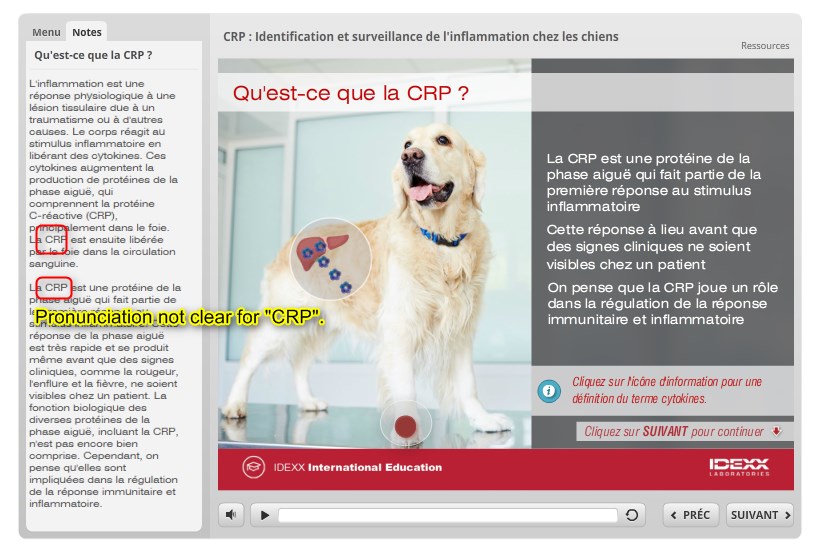 Menu
Notes
Qu'est-ce que la CRP ?
L'inflammation est une
réponse physiologique à une
lésion tissulaire due à un
traumatisme ou à d'autres
causes. Le corps réagit au
stimulus inflammatoire en
libérant des cytokines. Ces
cytokines augmentent la
production de protéines de la
phase aiguë, qui
comprennent la protéine
C-réactive (CRP),
principalement dans le foie.
La CRP est ensuite libérée
par le foie dans la circulation
sanguine.
La CRP est une protéine de la
phase aiguë qui fait partie de
Pronunciation not clear for "CRP".
réponse de la phase aiguë
est très rapide et se produit
même avant que des signes
cliniques, comme la rougeur,
l'enflure et la fièvre, ne soient
visibles chez un patient. La
fonction biologique des
diverses protéines de la
phase aiguë, incluant la CRP,
n'est pas encore bien
comprise. Cependant, on
pense qu'elles sont
impliquées dans la régulation
de la réponse immunitaire et
inflammatoire.
CRP : Identification et surveillance de l'inflammation chez les chiens
Ressources
Qu'est-ce que la CRP ?
La CRP est une protéine de la
phase aiguë qui fait partie de la
première réponse au stimulus
inflammatoire
Cette réponse à lieu avant que
des signes cliniques ne soient
visibles chez un patient
On pense que la CRP joue un rôle
dans la régulation de la réponse
immunitaire et inflammatoire
Cliquez sur l'icône d'information pour une
définition du terme cytokines.
Cliquez sur SUIVANT pour continuer
IDEXX International Education
IDEXX
LABORATORIES
PRÉC
SUIVANT